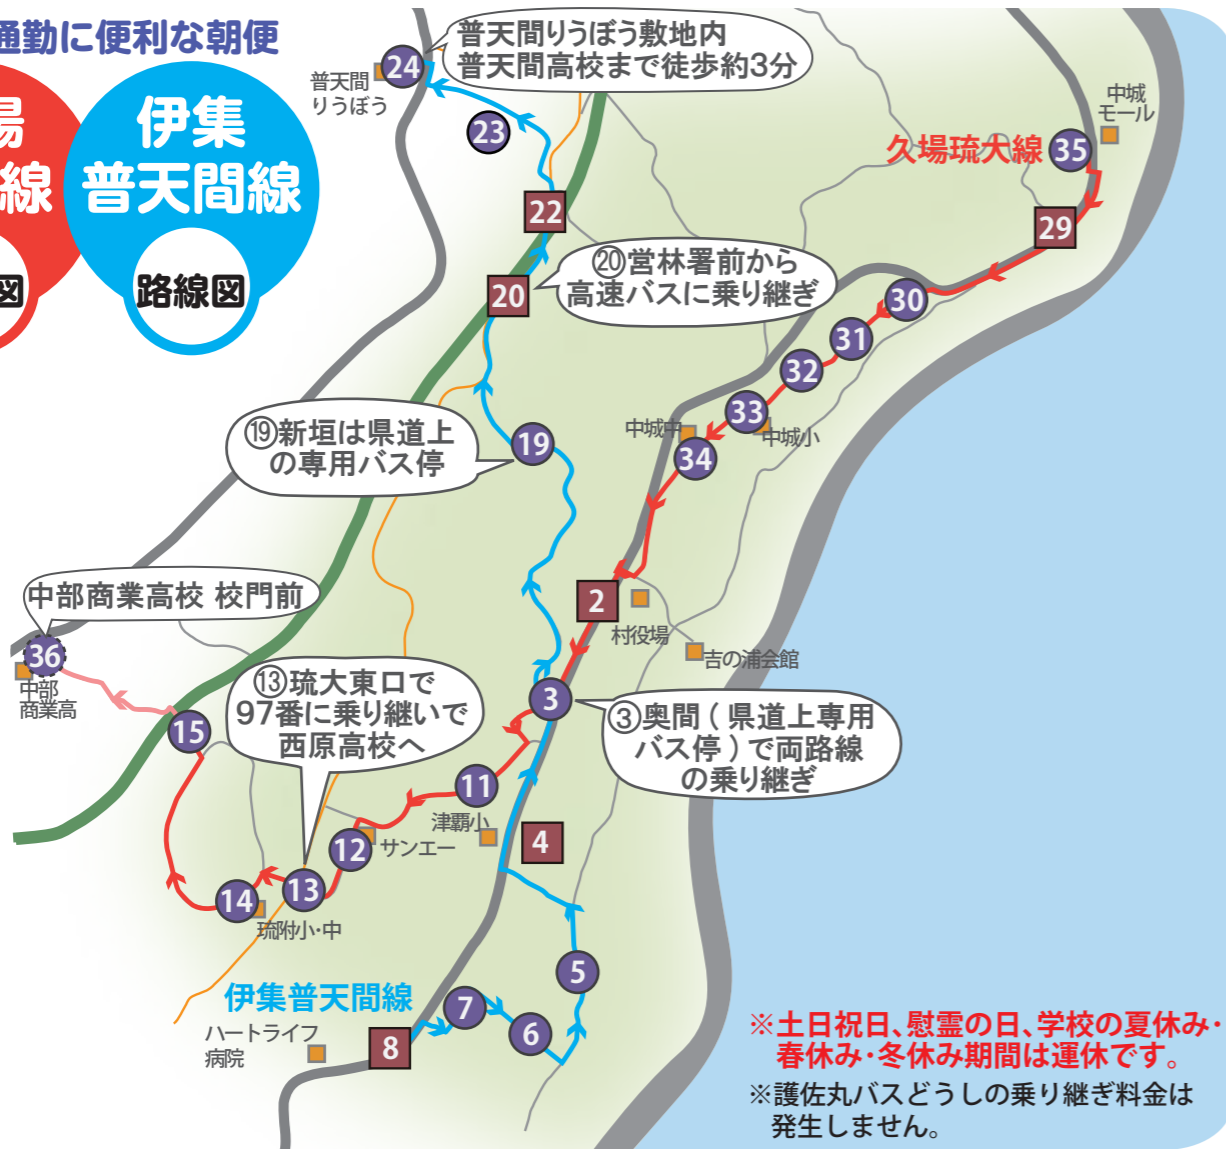 通勤に便利な朝便
場
線
図
伊集
普天間線
路線図
普天間りうぼう敷地内
普天間高校まで徒歩約3分
普天間
りうぼう
24
23
22
20
⑳営林署前から
高速バスに乗り継ぎ
中城
モール
久場琉大線
35
29
30
31
32
33
34
中城中
中城小
⑲新垣は県道上
の専用バス停
19
中部商業高校 校門前
36
中部
商業高
2
村役場
吉の浦会館
⑬琉大東口で
97番に乗り継いで
西原高校へ
15
3
③奥間(県道上専用
バス停)で両路線
の乗り継ぎ
11
津覇小
4
12
サンエー
13
14
琉附小・中
5
伊集普天間線
7
6
8
ハートライフ
病院
※土日祝日、慰霊の日、学校の夏休み・
春休み・冬休み期間は運休です。
※護佐丸バスどうしの乗り継ぎ料金は
発生しません。